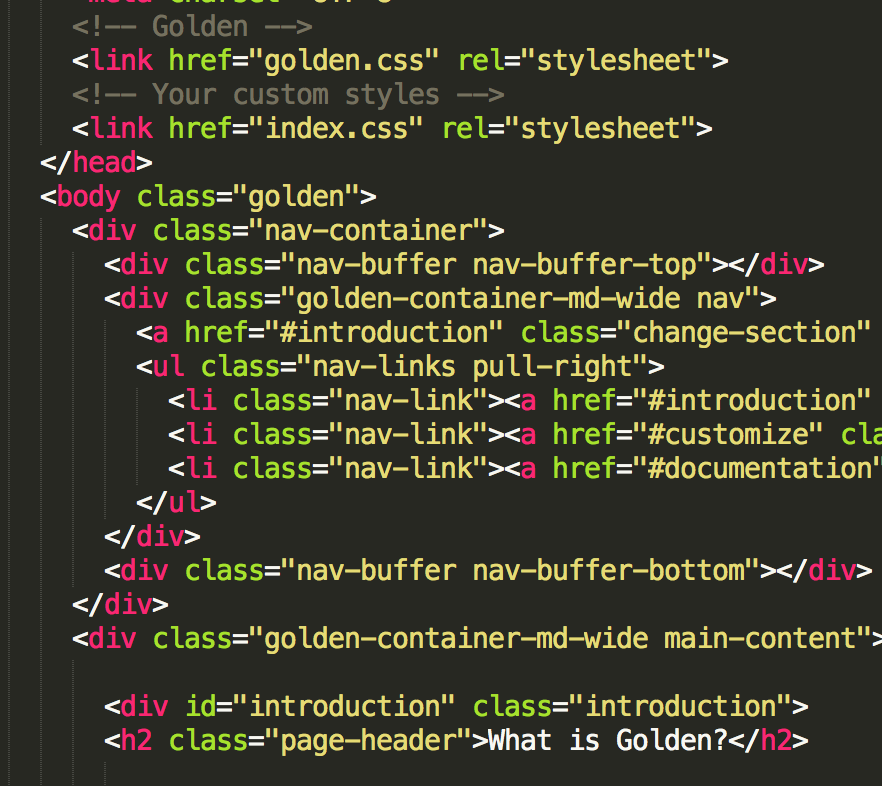 <!-- Golden -->
<link href="golden.css" rel="stylesheet">
<!-- Your custom styles -->
<link href="index.css" rel="stylesheet">
</head>
<body class="golden">
<div class="nav-container">
<div class="nav-buffer nav-buffer-top"></div>
<div class="golden-container-md-wide nav">
<a href="#introduction" class="change-section"
<ul class="nav-links pull-right">
<li class="nav-link"><a href="#introduction"
<li class="nav-link"><a href="#customize" cla
<li class="nav-link"><a href="#documentation"
</ul>
</div>
<div class="nav-buffer nav-buffer-bottom"></div>
</div>
<div class="golden-container-md-wide main-content">
<div id="introduction" class="introduction">
<h2 class="page-header">What is Golden?</h2>